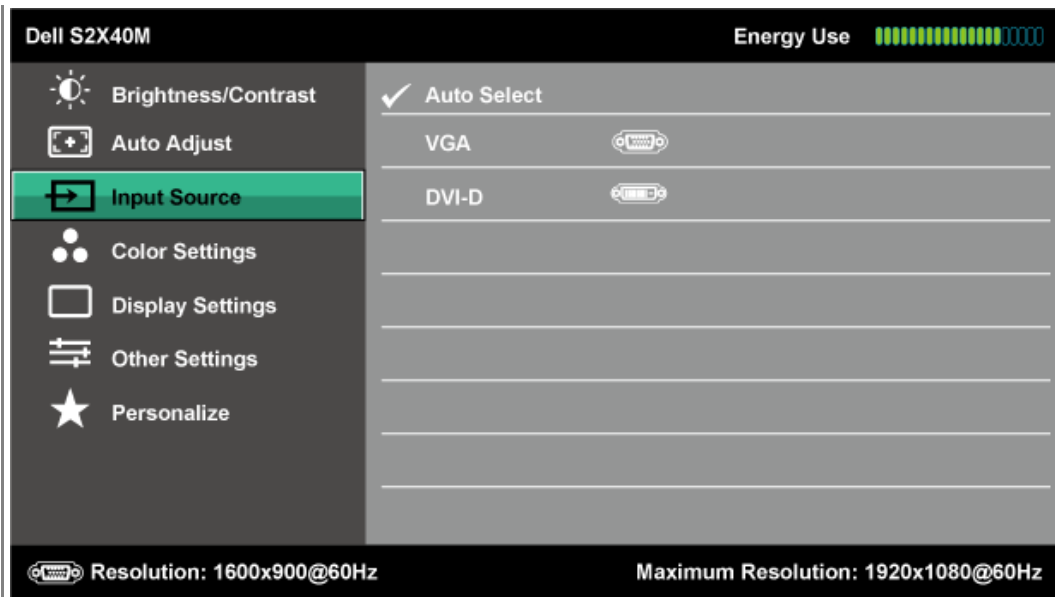 Dell S2X40M Energy Use
Brightness/Contrast
Auto Adjust
Input Source
Color Settings
Display Settings
Other Settings
Personalize
Auto Select
VGA
DVI-D
Resolution: 1600x900@60Hz Maximum Resolution: 1920x1080@60Hz